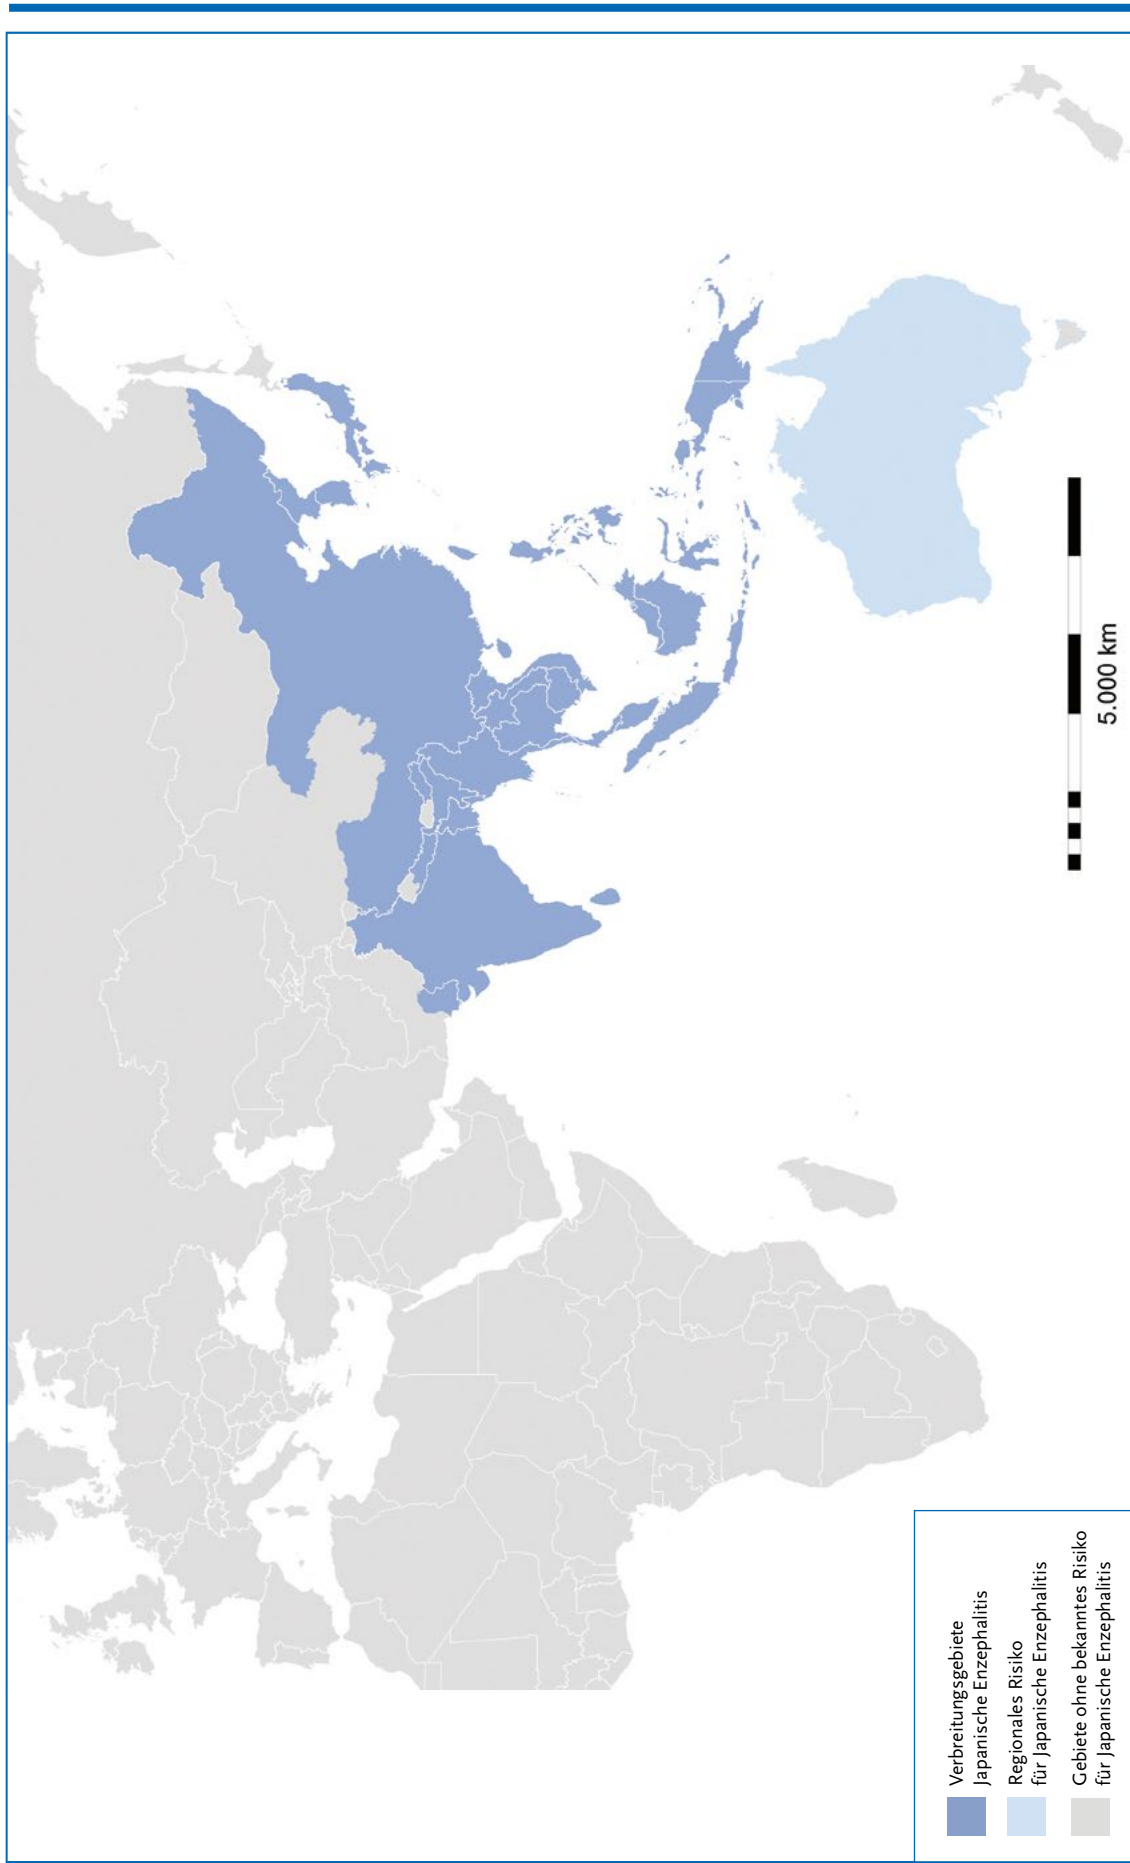 5.000 km
Verbreitungsgebiete
Japanische Enzephalitis
Regionales Risiko
für Japanische Enzephalitis
Gebiete ohne bekanntes Risiko
für Japanische Enzephalitis